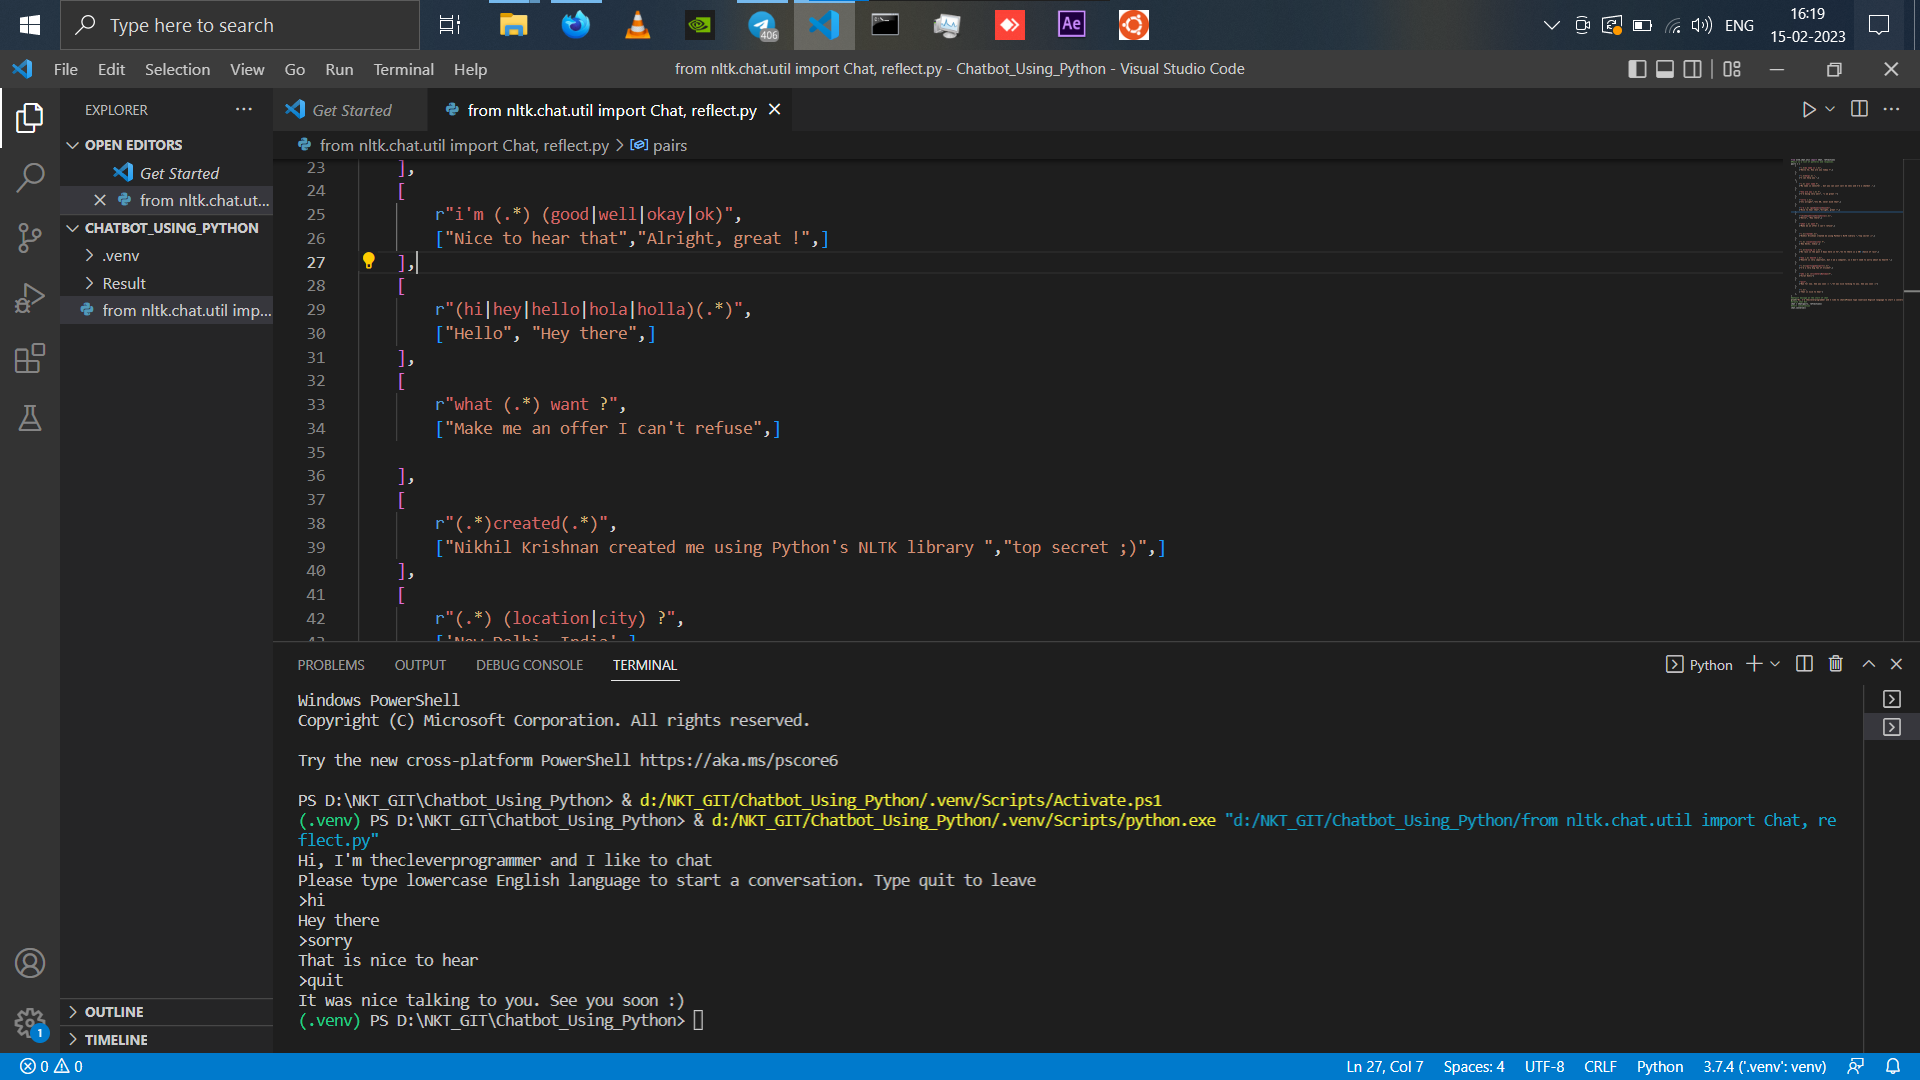 Type here to search
406
Ae
ENG
16:19
15-02-2023
File Edit Selection View Go Run Terminal Help
from nltk.chat.util import Chat, reflect.py - Chatbot_Using_Python - Visual Studio Code
EXPLORER
Get Started
from nltk.chat.util import Chat, reflect.py
OPEN EDITORS
Get Started
from nltk.chat.ut...
CHATBOT_USING_PYTHON
.venv
Result
from nltk.chat.util imp...
from nltk.chat.util import Chat, reflect.py > pairs
23 ],
24 [
25 r"i'm (.*) (good|well|okay|ok)",
26 ["Nice to hear that","Alright, great !",]
27 ],
28 [
29 r"(hi|hey|hello|hola|holla)(.*)",
30 ["Hello", "Hey there",]
31 ],
32 [
33 r"what (.*) want ?",
34 ["Make me an offer I can't refuse",]
35
36 ],
37 [
38 r"(.*)created(.*)",
39 ["Nikhil Krishnan created me using Python's NLTK library ","top secret ;)",]
40 ],
41 [
42 r"(.*) (location|city) ?",
43 ['New Delhi, India',]
PROBLEMS OUTPUT DEBUG CONSOLE TERMINAL
Python
Windows PowerShell
Copyright (C) Microsoft Corporation. All rights reserved.
Try the new cross-platform PowerShell https://aka.ms/pscore6
PS D:\NKT_GIT\Chatbot_Using_Python> & d:/NKT_GIT/Chatbot_Using_Python/.venv/Scripts/Activate.ps1
(.venv) PS D:\NKT_GIT\Chatbot_Using_Python> & d:/NKT_GIT/Chatbot_Using_Python/.venv/Scripts/python.exe "d:/NKT_GIT/Chatbot_Using_Python/from nltk.chat.util import Chat, re
flect.py"
Hi, I'm thecleverprogrammer and I like to chat
Please type lowercase English language to start a conversation. Type quit to leave
>hi
Hey there
>sorry
That is nice to hear
>quit
It was nice talking to you. See you soon :)
(.venv) PS D:\NKT_GIT\Chatbot_Using_Python>
OUTLINE
TIMELINE
1
0 0
Ln 27, Col 7
Spaces: 4
UTF-8
CRLF
Python
3.7.4 ('.venv': venv)